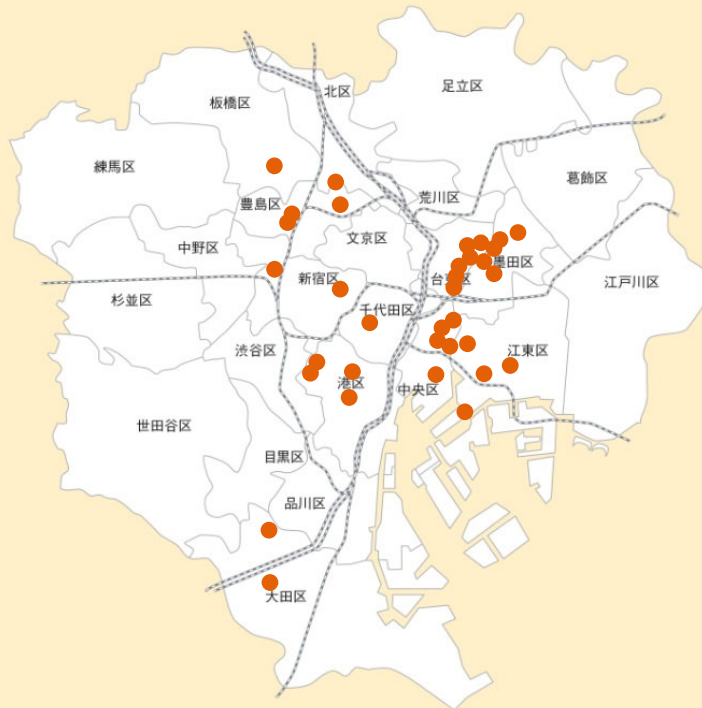 足立区
北区
板橋区
練馬区
葛飾区
荒川区
豊島区
文京区
中野区
墨田区
新宿区
台東区
江戸川区
杉並区
千代田区
渋谷区
江東区
港区
中央区
世田谷区
目黒区
品川区
大田区